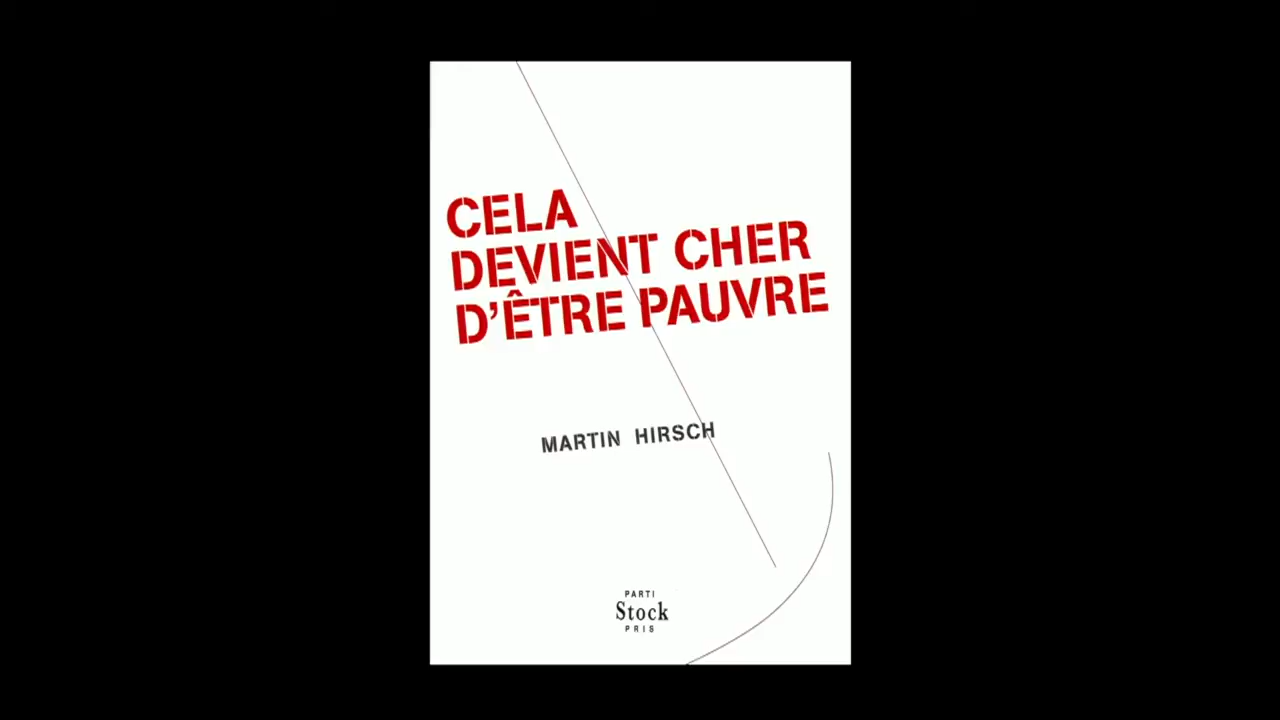 CELA
DEVIENT CHER
D'ÊTRE PAUVRE
MARTIN HIRSCH
PARTI
Stock
PRIS